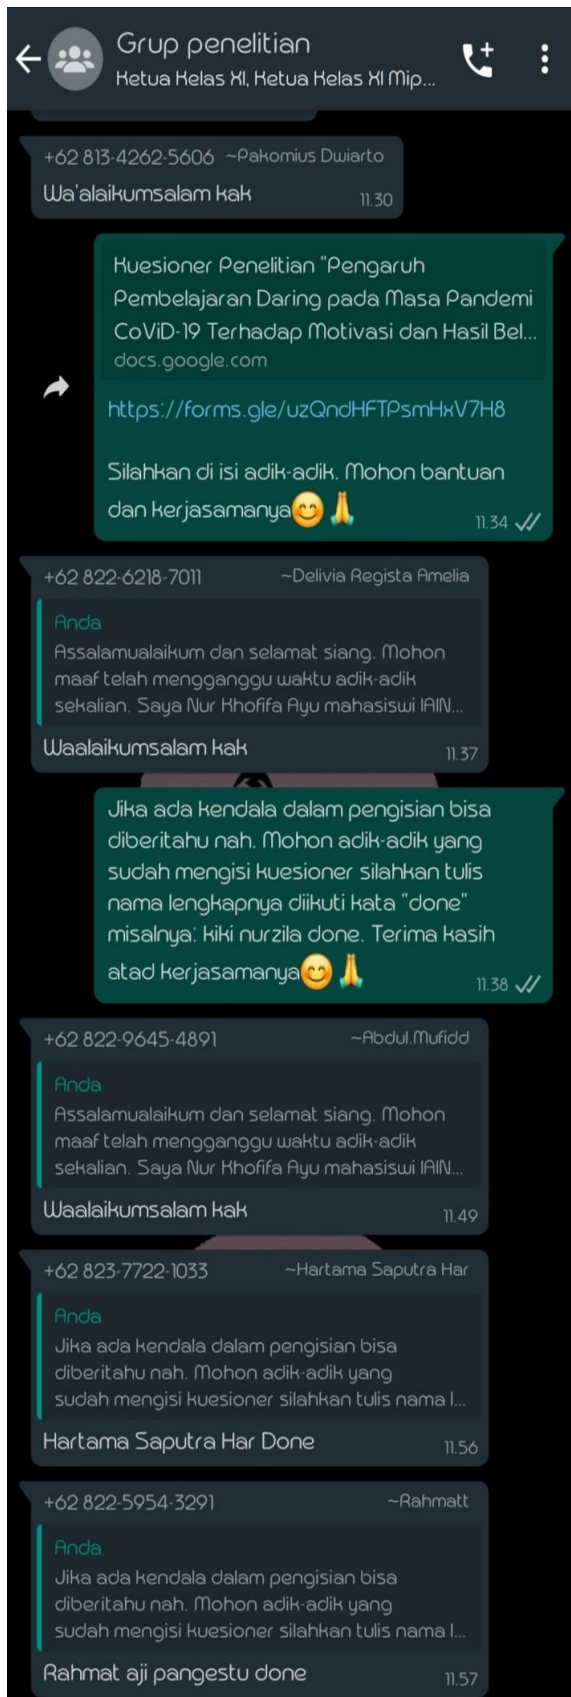 Grup penelitian
Ketua Kelas XI, Ketua Kelas XI Mip...
+62 813-4262-5606 ~Pakomius Dwiarto
Wa'alaikumsalam kak
11.30
Kuesioner Penelitian "Pengaruh
Pembelajaran Daring pada Masa Pandemi
CoViD-19 Terhadap Motivasi dan Hasil Bel...
docs.google.com
https://forms.gle/uzQndHFTPsmHxV7H8
Silahkan di isi adik-adik. Mohon bantuan
dan kerjasamanya😊🙏
11.34
+62 822-6218-7011 ~Delivia Regista Amelia
Anda
Assalamualaikum dan selamat siang. Mohon
maaf telah mengganggu waktu adik-adik
sekalian. Saya Nur Khofifa Ayu mahasiswi IAIN...
Waalaikumsalam kak
11.37
Jika ada kendala dalam pengisian bisa
diberitahu nah. Mohon adik-adik yang
sudah mengisi kuesioner silahkan tulis
nama lengkapnya diikuti kata "done"
misalnya: kiki nurzila done. Terima kasih
atad kerjasamanya😊🙏
11.38
+62 822-9645-4891 ~Abdul.Mufidd
Anda
Assalamualaikum dan selamat siang. Mohon
maaf telah mengganggu waktu adik-adik
sekalian. Saya Nur Khofifa Ayu mahasiswi IAIN...
Waalaikumsalam kak
11.49
+62 823-7722-1033 ~Hartama Saputra Har
Anda
Jika ada kendala dalam pengisian bisa
diberitahu nah. Mohon adik-adik yang
sudah mengisi kuesioner silahkan tulis nama l...
Hartama Saputra Har Done
11.56
+62 822-5954-3291 ~Rahmatt
Anda
Jika ada kendala dalam pengisian bisa
diberitahu nah. Mohon adik-adik yang
sudah mengisi kuesioner silahkan tulis nama l...
Rahmat aji pangestu done
11.57